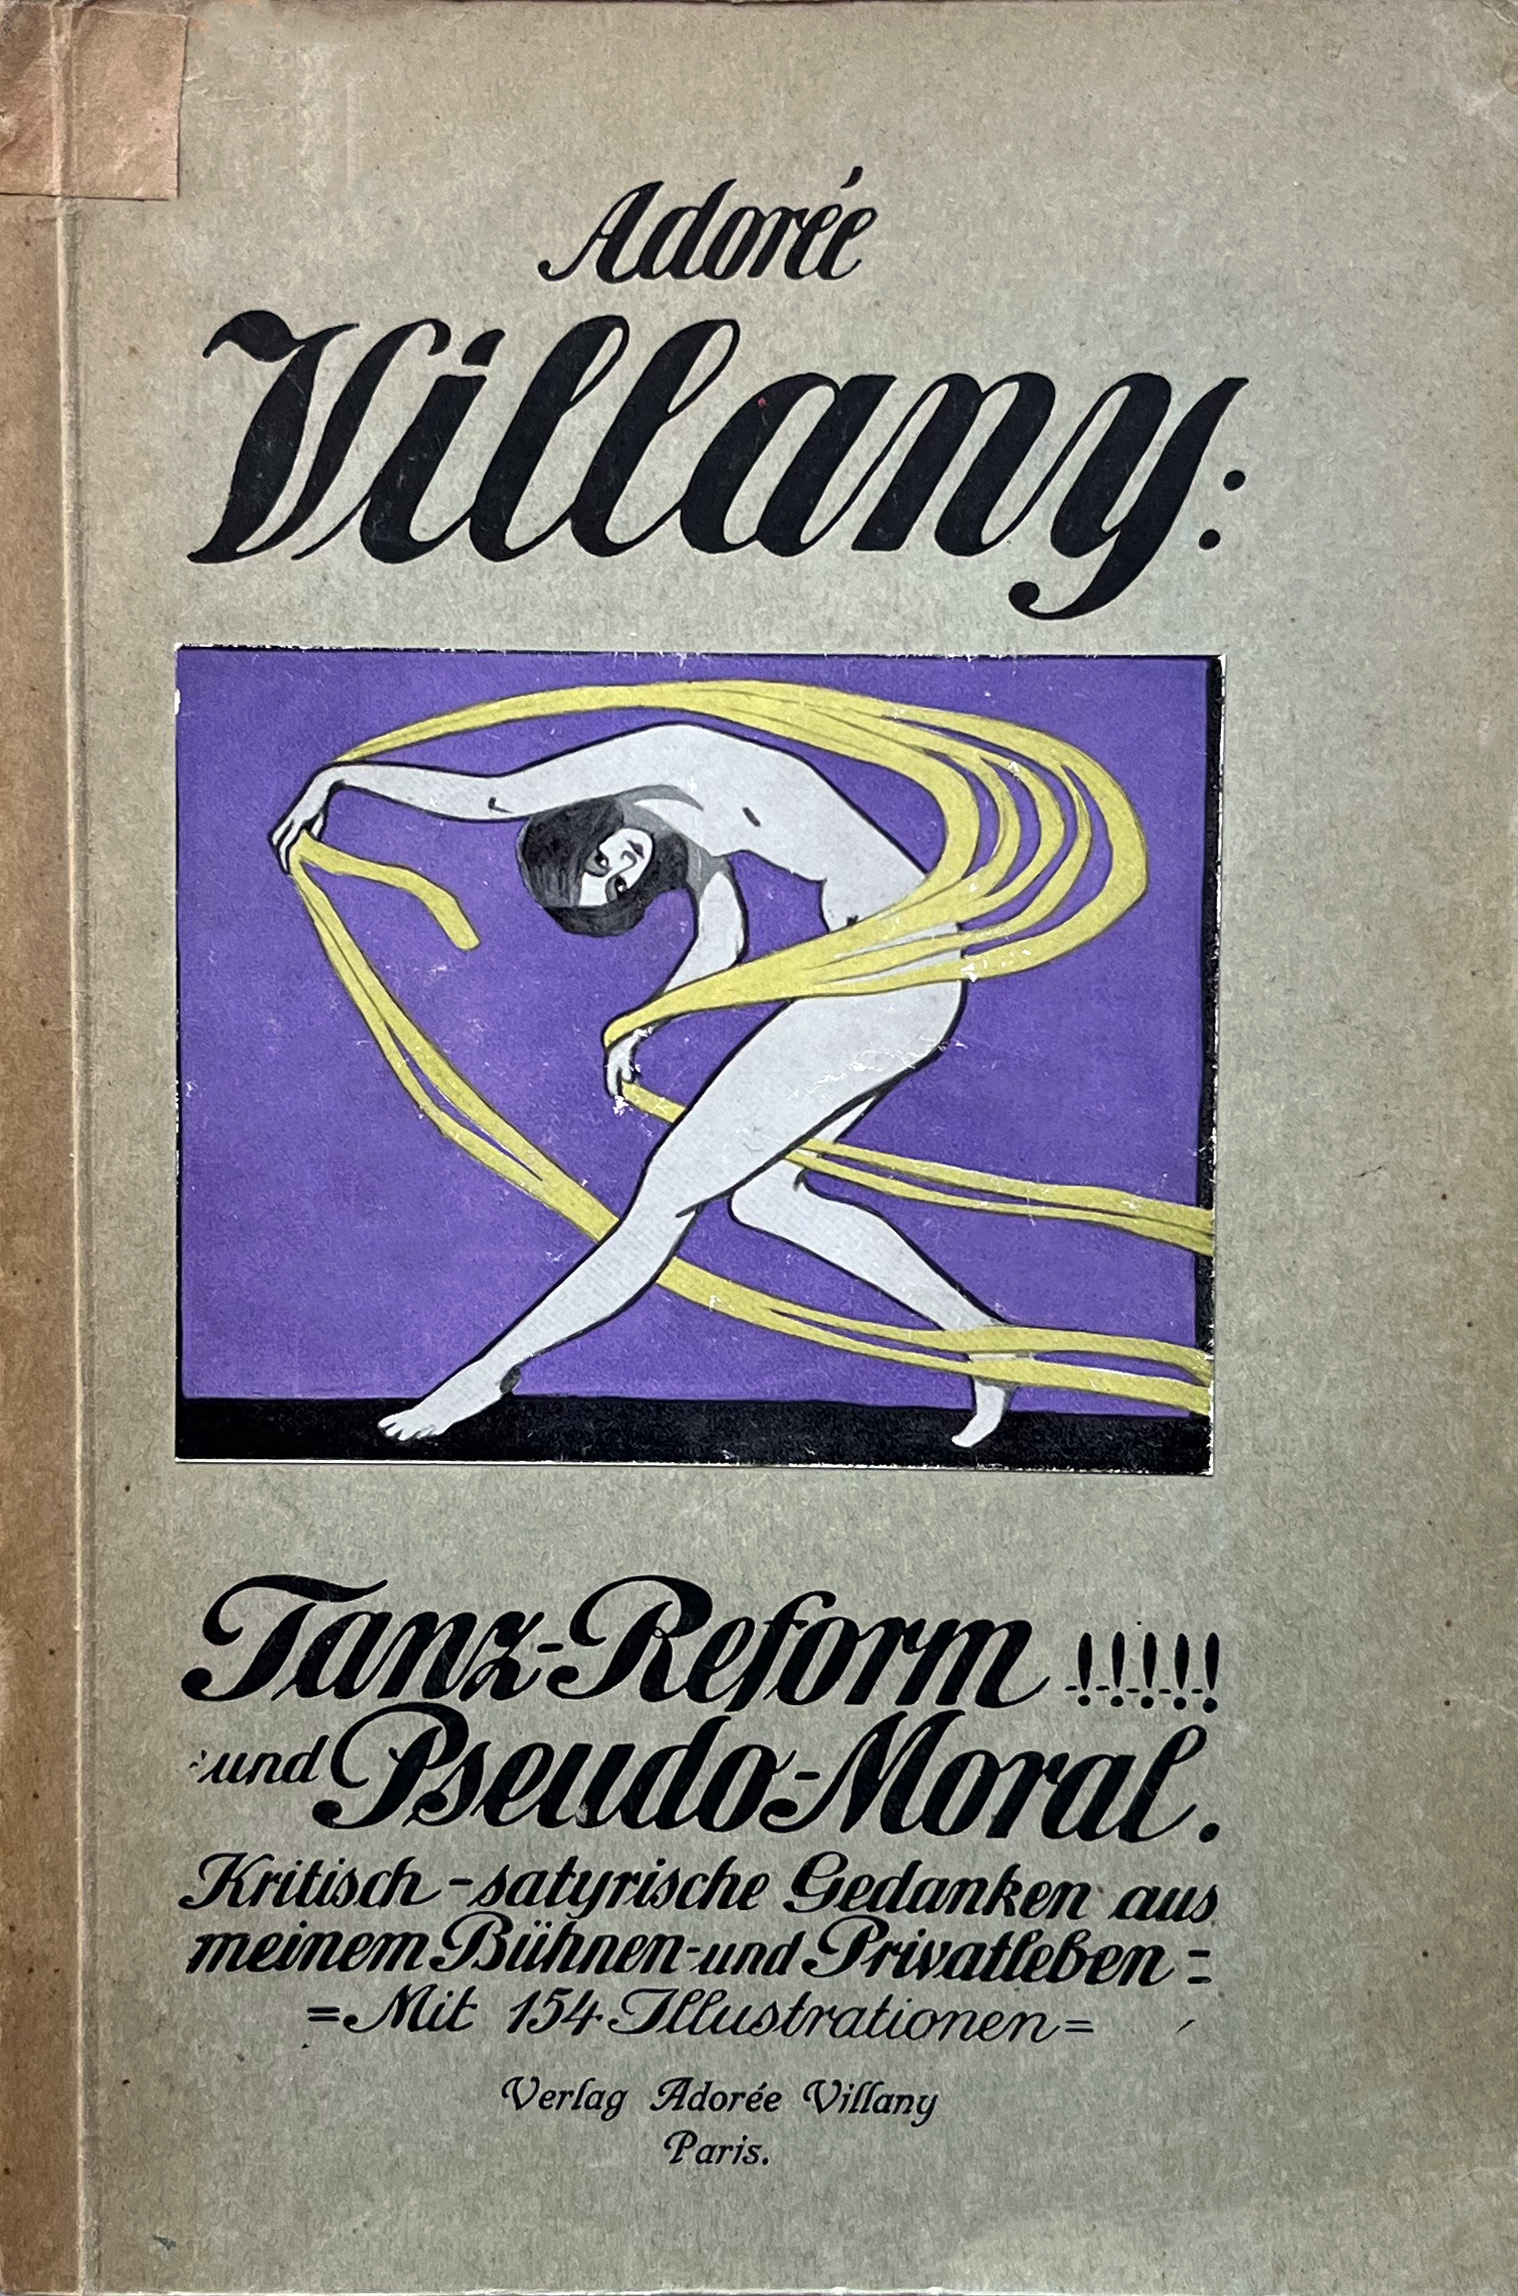 Adorée
Villany:
Tanz-Reform !!!!!
und Pseudo-Moral.
Kritisch-satyrische Gedanken aus
meinem Bühnen- und Privatleben =
= Mit 154 Illustrationen =
Verlag Adorée Villany
Paris.